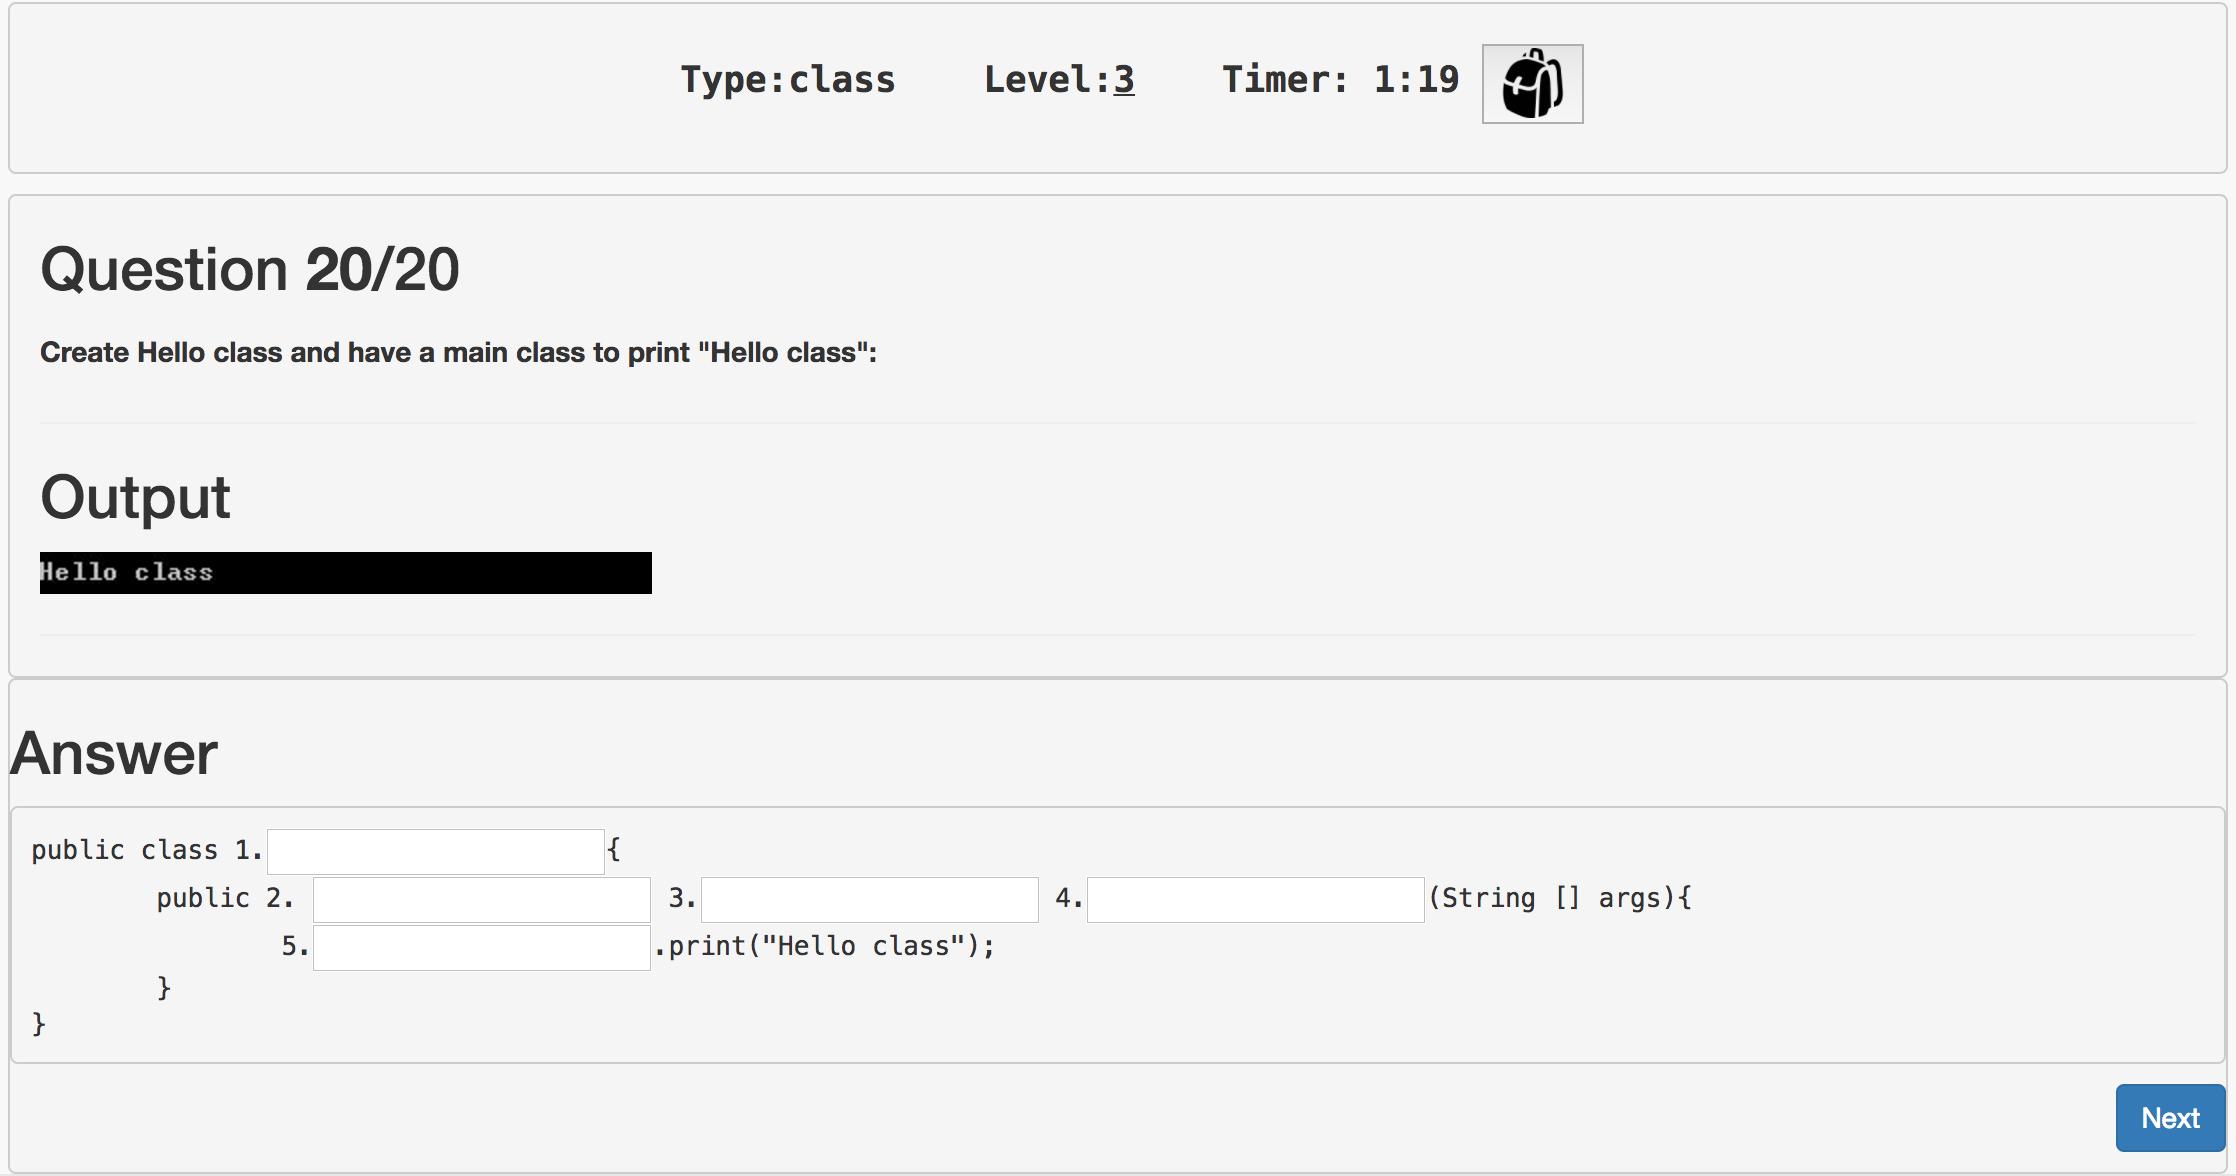 Type:class Level:3 Timer: 1:19
Question 20/20
Create Hello class and have a main class to print "Hello class":
Output
Hello class
Answer
public class 1. {
public 2. 3. 4. (String [] args){
5. .print("Hello class");
}
}
Next